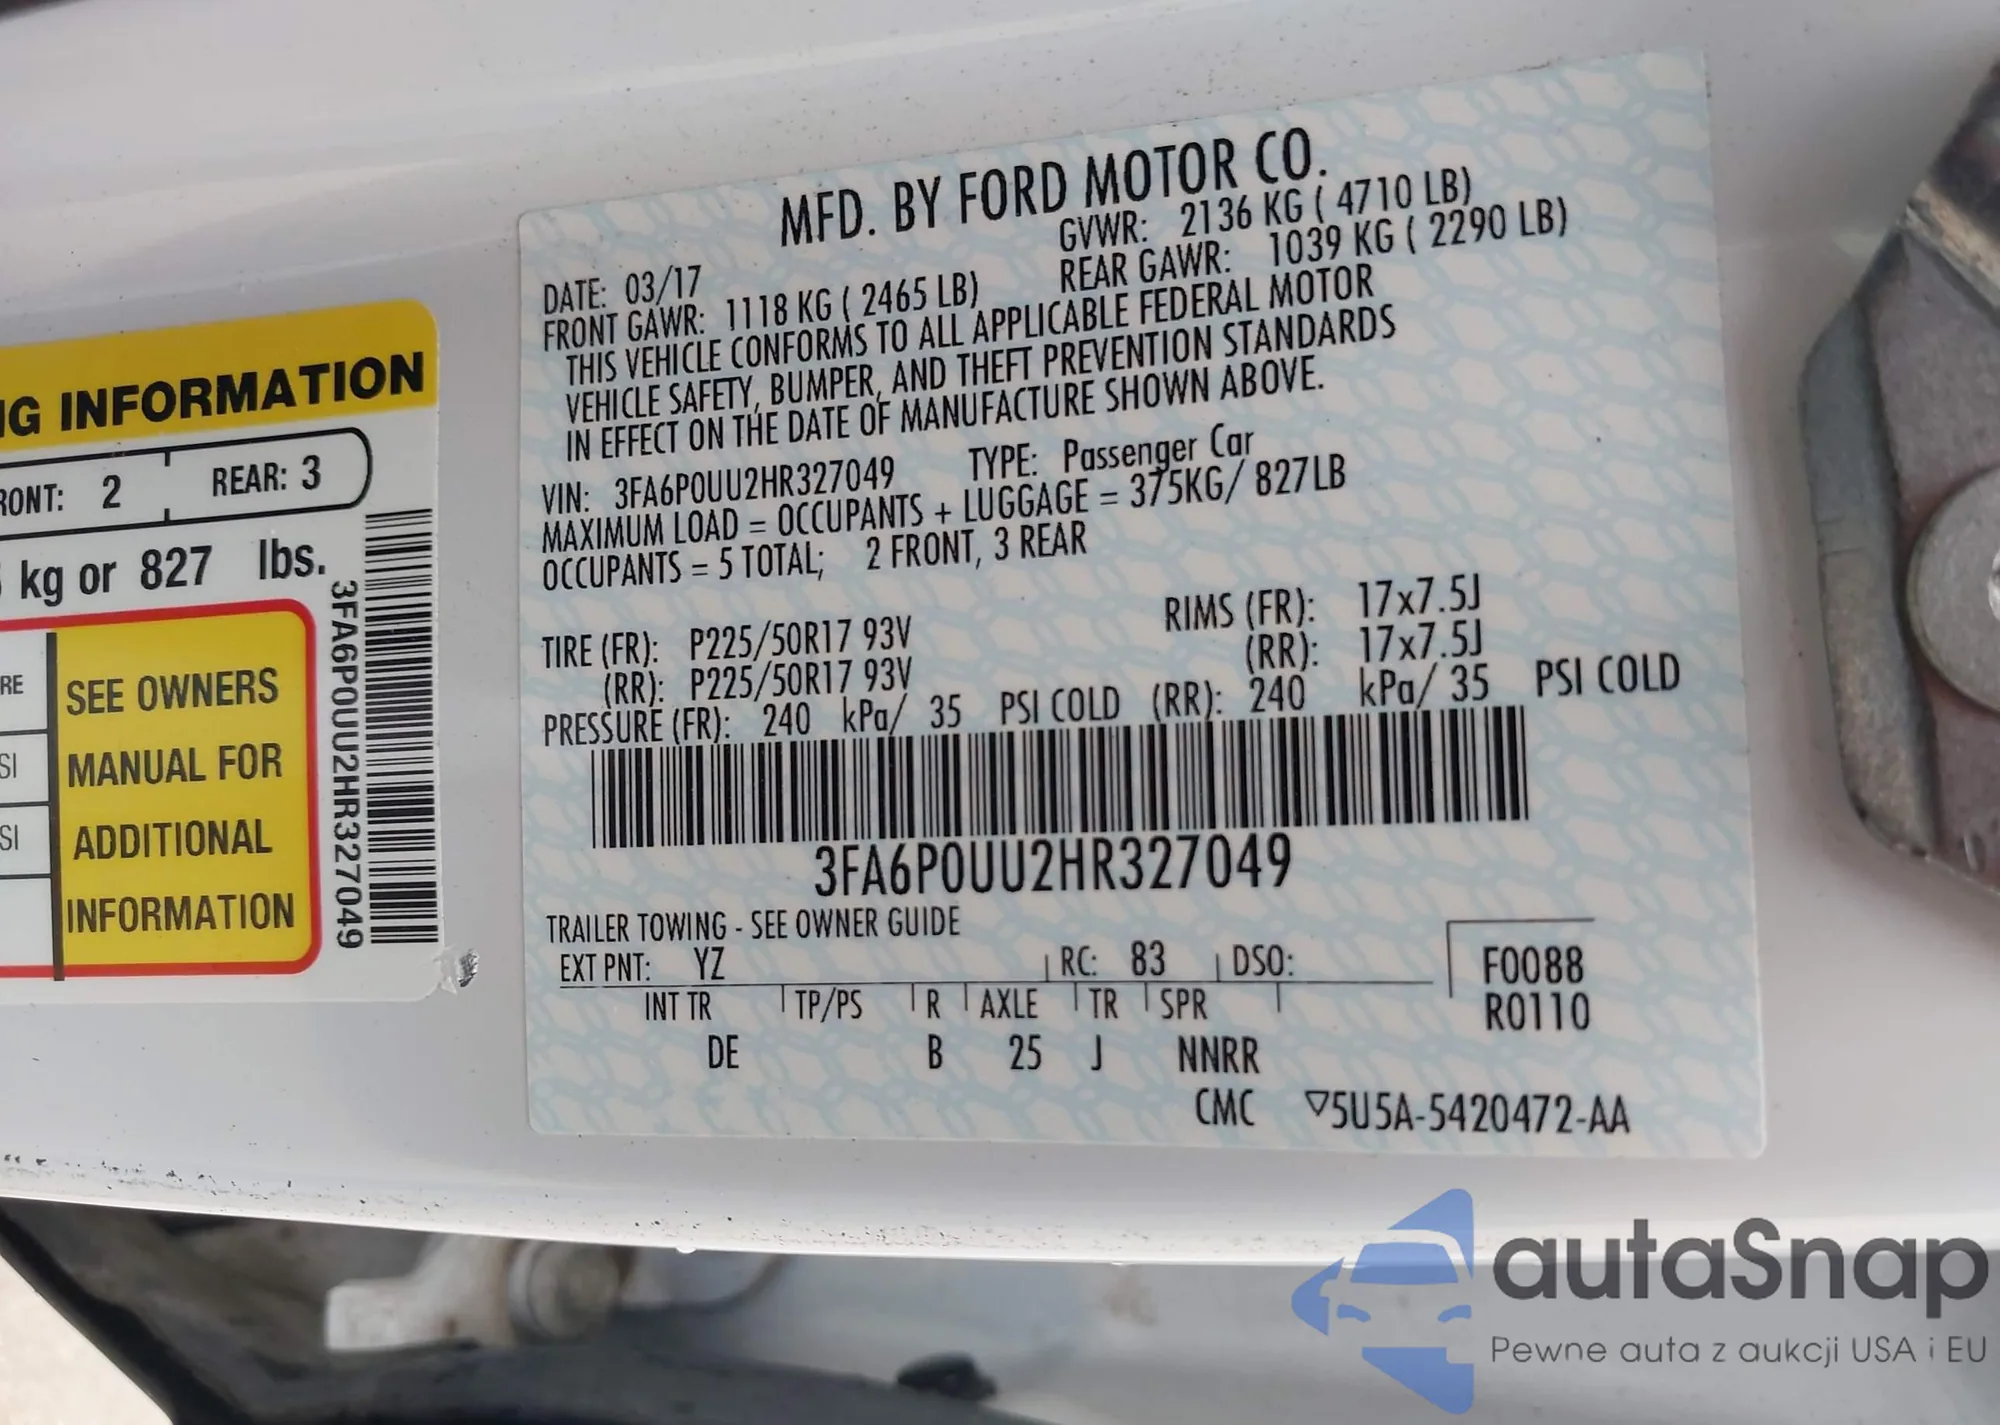 NG INFORMATION
RONT: 2 REAR: 3
kg or 827 lbs.
RE
SI
SI
SEE OWNERS
MANUAL FOR
ADDITIONAL
INFORMATION
3FA6P0UU2HR327049
MFD. BY FORD MOTOR CO.
DATE: 03/17 GVWR: 2136 KG ( 4710 LB)
FRONT GAWR: 1118 KG ( 2465 LB) REAR GAWR: 1039 KG ( 2290 LB)
THIS VEHICLE CONFORMS TO ALL APPLICABLE FEDERAL MOTOR
VEHICLE SAFETY, BUMPER, AND THEFT PREVENTION STANDARDS
IN EFFECT ON THE DATE OF MANUFACTURE SHOWN ABOVE.
VIN: 3FA6P0UU2HR327049 TYPE: Passenger Car
MAXIMUM LOAD = OCCUPANTS + LUGGAGE = 375KG/ 827LB
OCCUPANTS = 5 TOTAL; 2 FRONT, 3 REAR
TIRE (FR): P225/50R17 93V RIMS (FR): 17x7.5J
(RR): P225/50R17 93V (RR): 17x7.5J
PRESSURE (FR): 240 kPa/ 35 PSI COLD (RR): 240 kPa/ 35 PSI COLD
3FA6P0UU2HR327049
TRAILER TOWING - SEE OWNER GUIDE
EXT PNT: YZ RC: 83 DSO: F0088
INT TR TP/PS R AXLE TR SPR R0110
DE B 25 J NNRR
CMC ▽5U5A-5420472-AA
autaSnap
Pewne auta z aukcji USA i EU